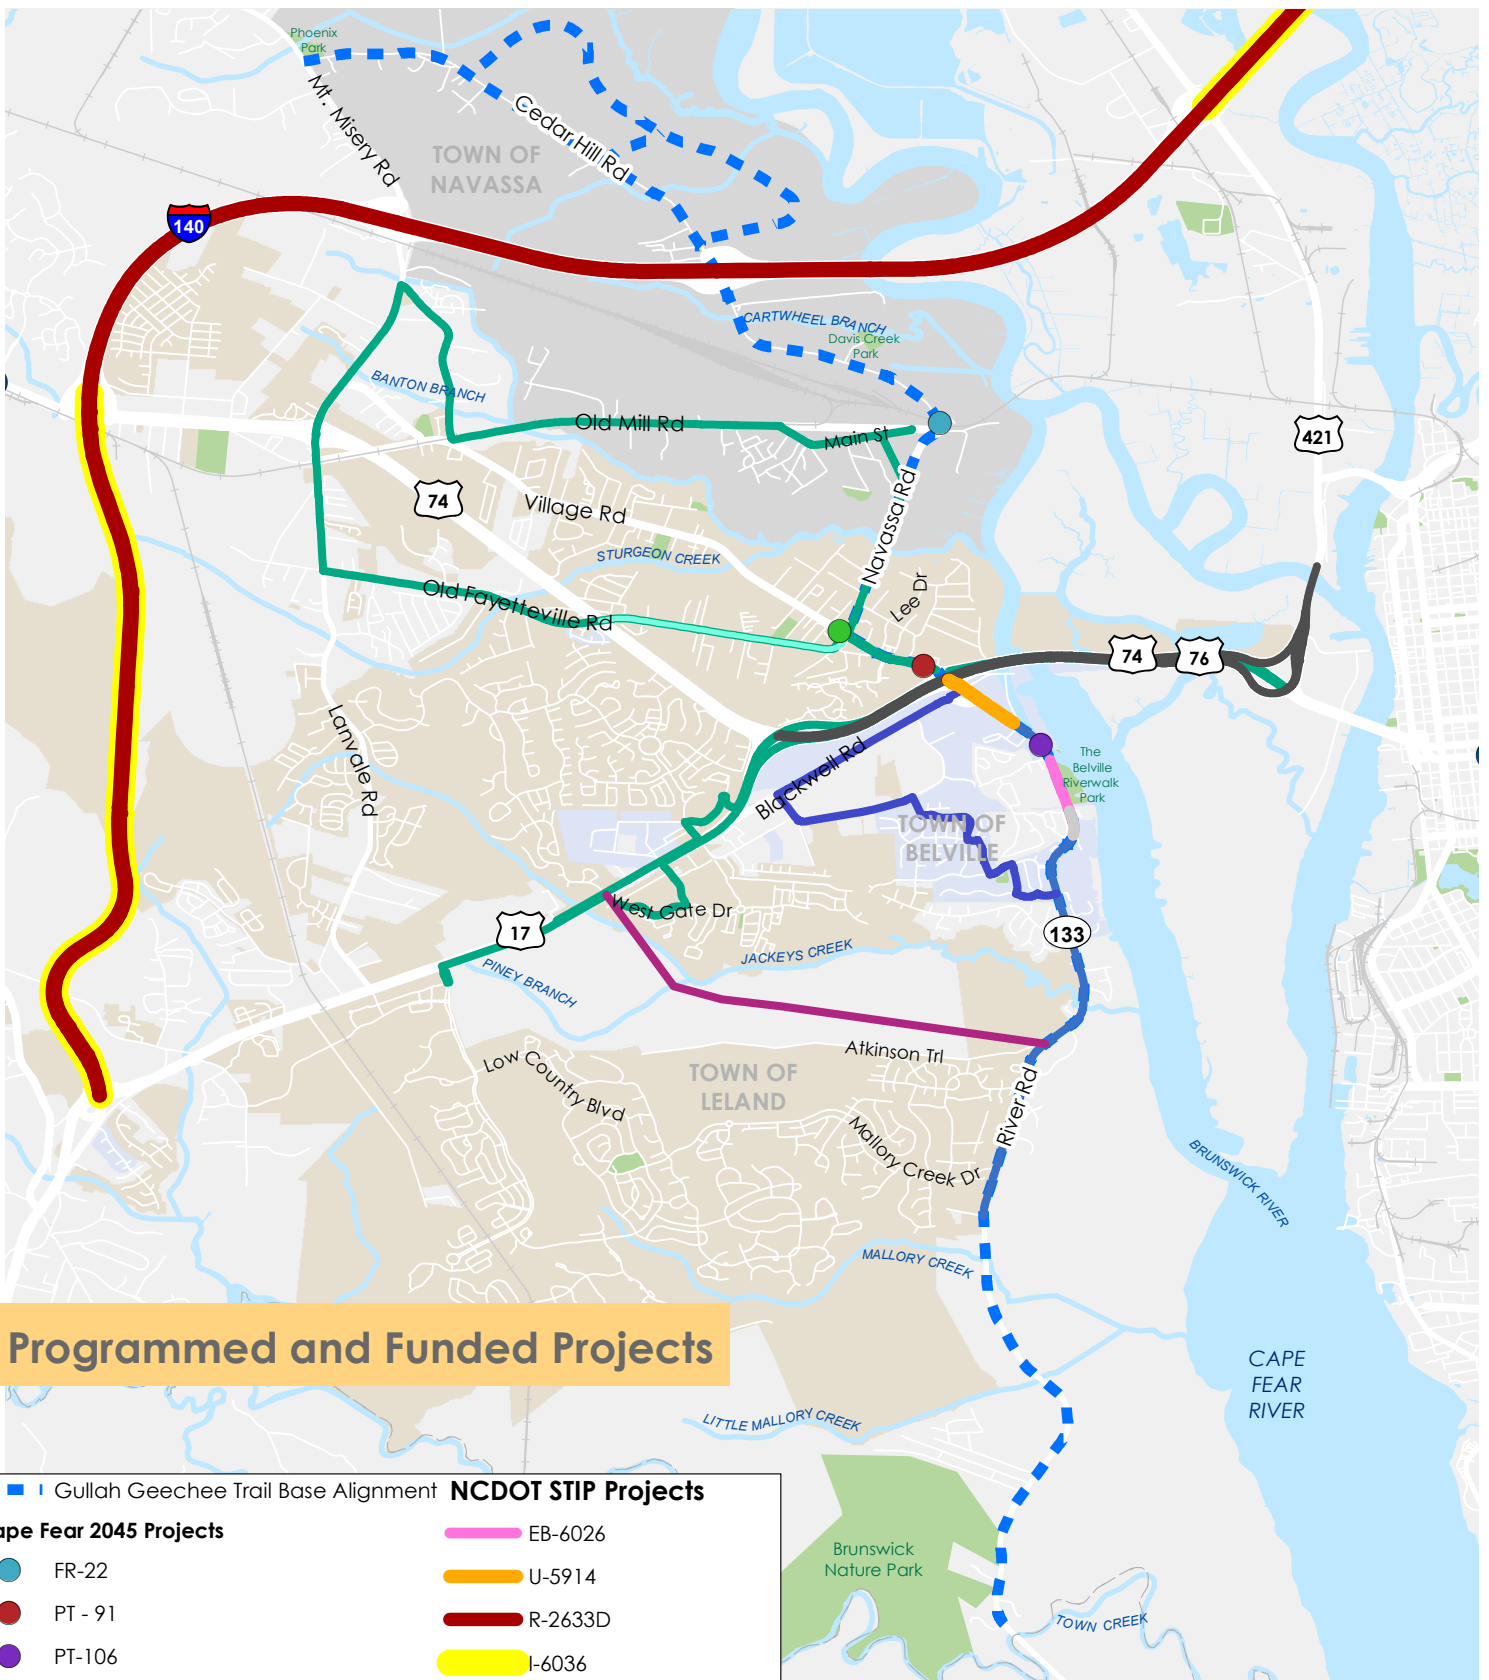 Phoenix
Park
Mt. Misery Rd
Cedar Hill Rd
TOWN OF
NAVASSA
140
CARTWHEEL BRANCH
Davis Creek
Park
BANTON BRANCH
Old Mill Rd
Main St
421
74
Village Rd
Navassa Rd
STURGEON CREEK
Lee Dr
Old Fayetteville Rd
74
76
Lanvale Rd
Blackwell Rd
The
Belville
Riverwalk
Park
TOWN OF
BELVILLE
West Gate Dr
17
133
JACKEYS CREEK
PINEY BRANCH
Atkinson Trl
Low Country Blvd
TOWN OF
LELAND
River Rd
Mallory Creek Dr
BRUNSWICK RIVER
MALLORY CREEK
Programmed and Funded Projects
CAPE
FEAR
RIVER
LITTLE MALLORY CREEK
Gullah Geechee Trail Base Alignment
ape Fear 2045 Projects
FR-22
PT - 91
PT-106
NCDOT STIP Projects
EB-6026
U-5914
R-2633D
I-6036
Brunswick
Nature Park
TOWN CREEK